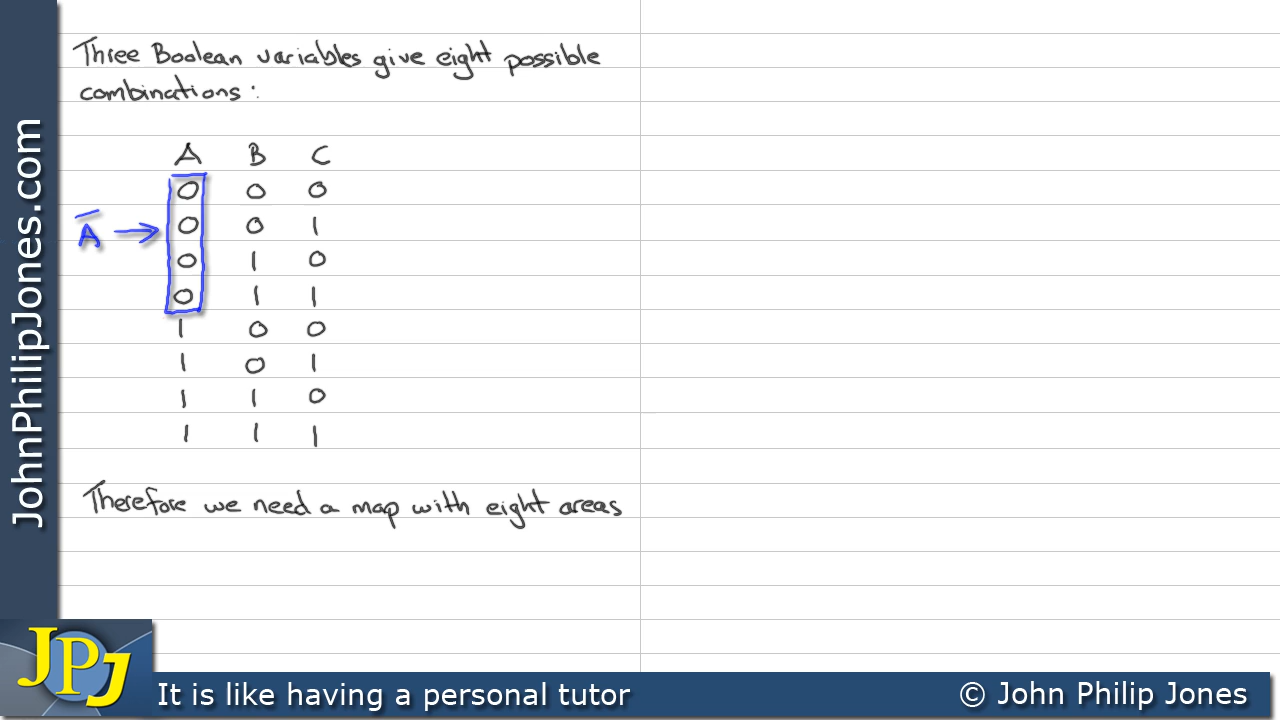 Three Boolean variables give eight possible
combinations :
A B C
0 0 0
A̅ → 0 0 1
0 1 0
0 1 1
1 0 0
1 0 1
1 1 0
1 1 1
Therefore we need a map with eight areas
JohnPhilipJones.com
JPJ
It is like having a personal tutor
© John Philip Jones